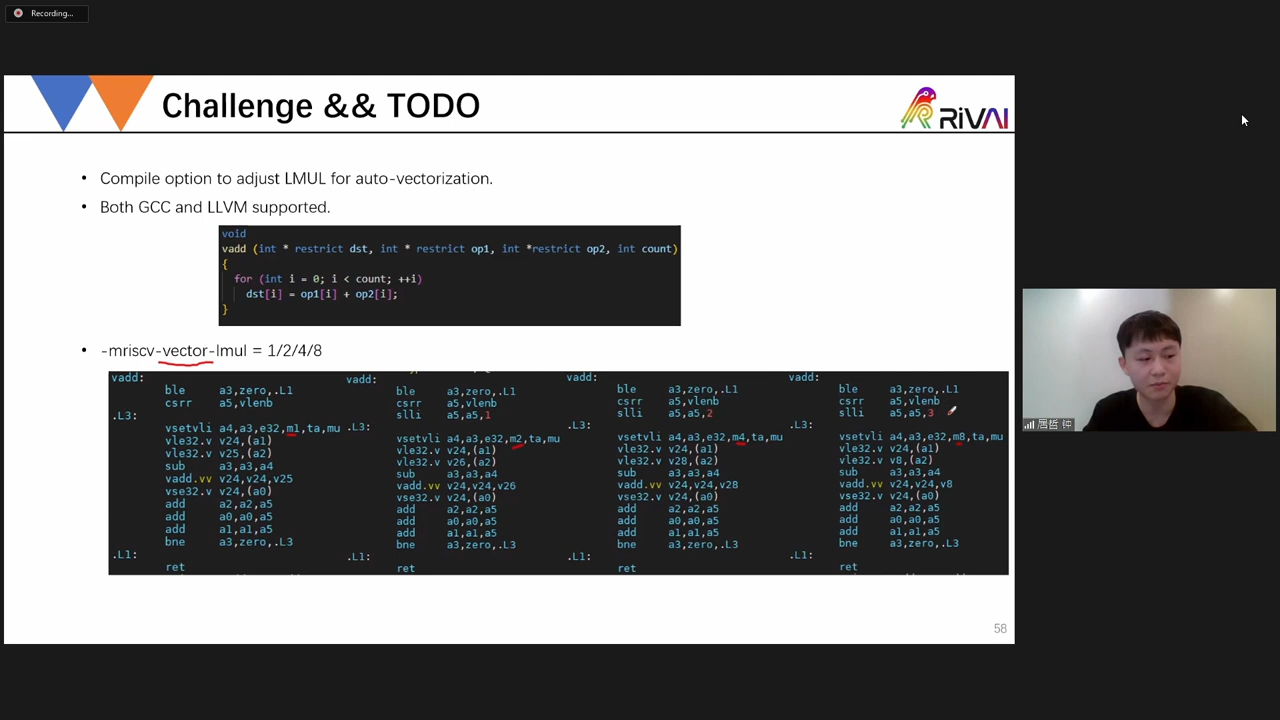 Recording...
Challenge && TODO
RiVAI
• Compile option to adjust LMUL for auto-vectorization.
• Both GCC and LLVM supported.
void
vadd (int * restrict dst, int * restrict op1, int *restrict op2, int count)
{
for (int i = 0; i < count; ++i)
dst[i] = op1[i] + op2[i];
}
• -mriscv-vector-lmul = 1/2/4/8
vadd:
ble a3,zero,.L1
csrr a5,vlenb
.L3:
vsetvli a4,a3,e32,m1,ta,mu
vle32.v v24,(a1)
vle32.v v25,(a2)
sub a3,a3,a4
vadd.vv v24,v24,v25
vse32.v v24,(a0)
add a2,a2,a5
add a0,a0,a5
add a1,a1,a5
bne a3,zero,.L3
.L1:
ret
vadd:
ble a3,zero,.L1
csrr a5,vlenb
slli a5,a5,1
.L3:
vsetvli a4,a3,e32,m2,ta,mu
vle32.v v24,(a1)
vle32.v v26,(a2)
sub a3,a3,a4
vadd.vv v24,v24,v26
vse32.v v24,(a0)
add a2,a2,a5
add a0,a0,a5
add a1,a1,a5
bne a3,zero,.L3
.L1:
ret
vadd:
ble a3,zero,.L1
csrr a5,vlenb
slli a5,a5,2
.L3:
vsetvli a4,a3,e32,m4,ta,mu
vle32.v v24,(a1)
vle32.v v28,(a2)
sub a3,a3,a4
vadd.vv v24,v24,v28
vse32.v v24,(a0)
add a2,a2,a5
add a0,a0,a5
add a1,a1,a5
bne a3,zero,.L3
.L1:
ret
vadd:
ble a3,zero,.L1
csrr a5,vlenb
slli a5,a5,3
.L3:
vsetvli a4,a3,e32,m8,ta,mu
vle32.v v24,(a1)
vle32.v v8,(a2)
sub a3,a3,a4
vadd.vv v24,v24,v8
vse32.v v24,(a0)
add a2,a2,a5
add a0,a0,a5
add a1,a1,a5
bne a3,zero,.L3
.L1:
ret
58
居哲 钟